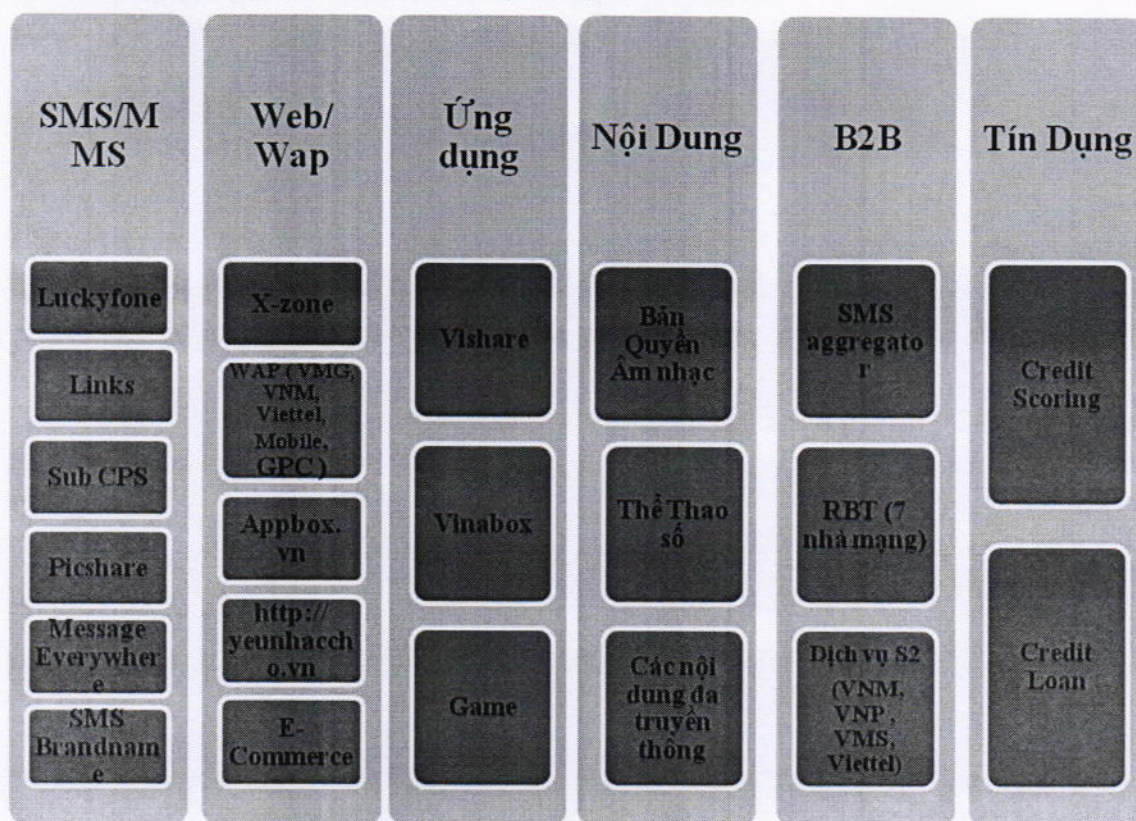 SMS/M
MS
Luckyfone
Links
Sub CPS
Picshare
Message
Everywher
e
SMS
Brandnam
e
Web/
Wap
X-zone
WAP ( VMG,
VNM,
Viettel,
Mobile,
GPC )
Appbox.
vn
http://
yeunhacch
o.vn
E-
Commerce
Ứng
dụng
Vishare
Vinabox
Game
Nội Dung
Bản
Quyền
Âm nhạc
Thể Thao
số
Các nội
dung đa
truyền
thông
B2B
SMS
aggregato
r
RBT (7
nhà mạng)
Dịch vụ S2
(VNM,
VNP ,
VMS,
Viettel)
Tín Dụng
Credit
Scoring
Credit
Loan